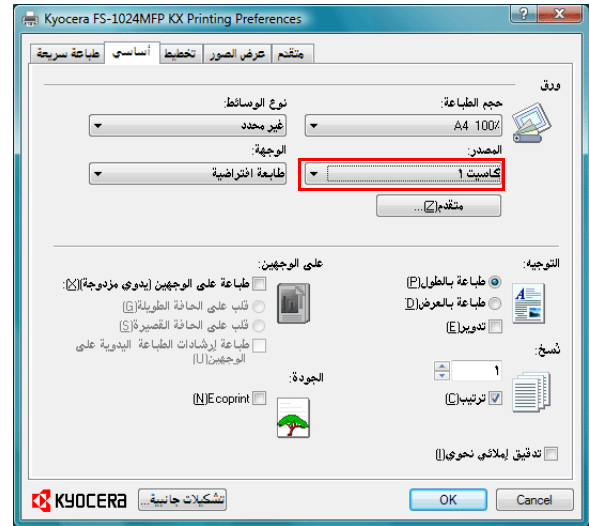 Kyocera FS-1024MFP KX Printing Preferences
طباعة سريعة أساسي تخطيط عرض الصور متقدم
ورق
حجم الطباعة:
A4 100%
نوع الوسائط:
غير محدد
المصدر:
كاسيت ١
الوجهة:
طابعة افتراضية
متقدم(Z)...
التوجيه:
طباعة بالطول(P)
طباعة بالعرض(D)
تدوير(E)
على الوجهين:
طباعة على الوجهين (يدوي مزدوجة)(X):
قلب على الحافة الطويلة(G)
قلب على الحافة القصيرة(S)
طباعة إرشادات الطباعة اليدوية على
الوجهين(U)
نسخ:
١
ترتيب(C)
الجودة:
Ecoprint(N)
تدقيق إملائي نحوي(I)
KYOCERA
تشكيلات جانبية...
OK
Cancel